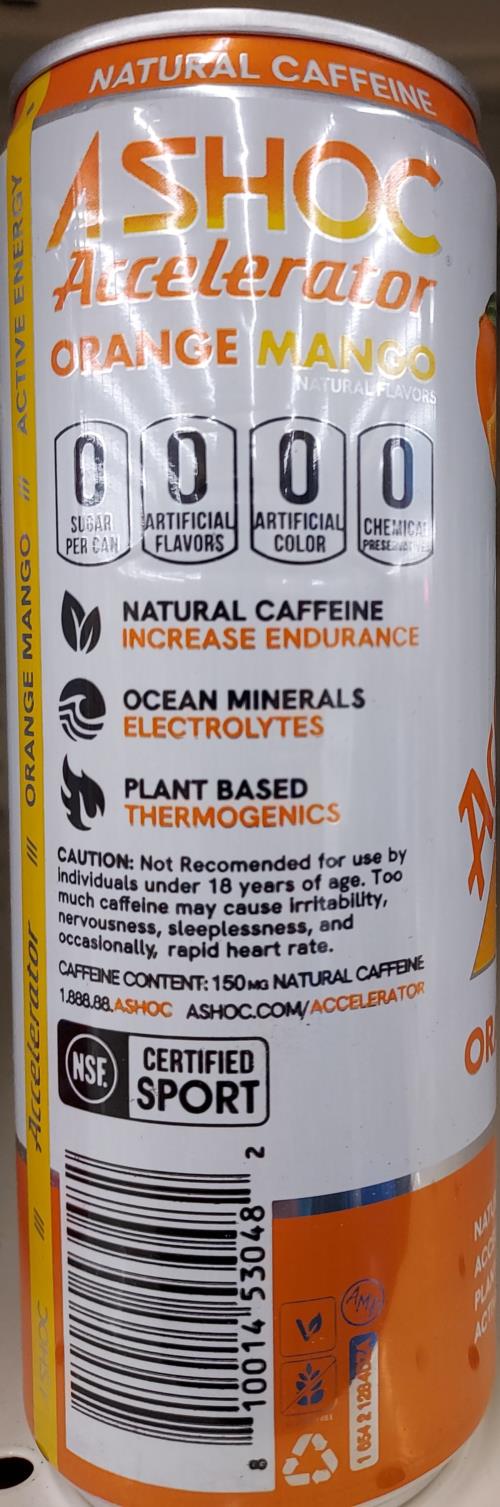 NATURAL CAFFEINE
ASHOC
Accelerator
ORANGE MANGO
NATURAL FLAVORS
0 SUGAR PER CAN
0 ARTIFICIAL FLAVORS
0 ARTIFICIAL COLOR
0 CHEMICAL PRESERVATIVES
NATURAL CAFFEINE
INCREASE ENDURANCE
OCEAN MINERALS
ELECTROLYTES
PLANT BASED
THERMOGENICS
CAUTION: Not Recomended for use by
individuals under 18 years of age. Too
much caffeine may cause irritability,
nervousness, sleeplessness, and
occasionally, rapid heart rate.
CAFFEINE CONTENT: 150MG NATURAL CAFFEINE
1.888.88.ASHOC ASHOC.COM/ACCELERATOR
NSF. CERTIFIED
SPORT
8 10014 53048 2
ASHOC /// Accelerator /// ORANGE MANGO /// ACTIVE ENERGY